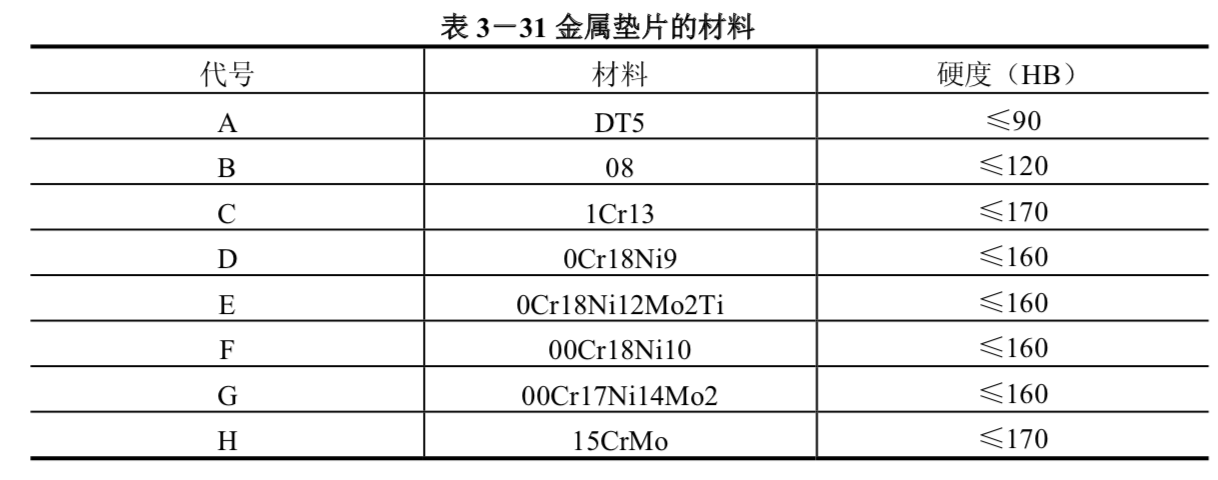 表 3－31 金属垫片的材料
代号 材料 硬度（HB）
A DT5 ≤90
B 08 ≤120
C 1Cr13 ≤170
D 0Cr18Ni9 ≤160
E 0Cr18Ni12Mo2Ti ≤160
F 00Cr18Ni10 ≤160
G 00Cr17Ni14Mo2 ≤160
H 15CrMo ≤170